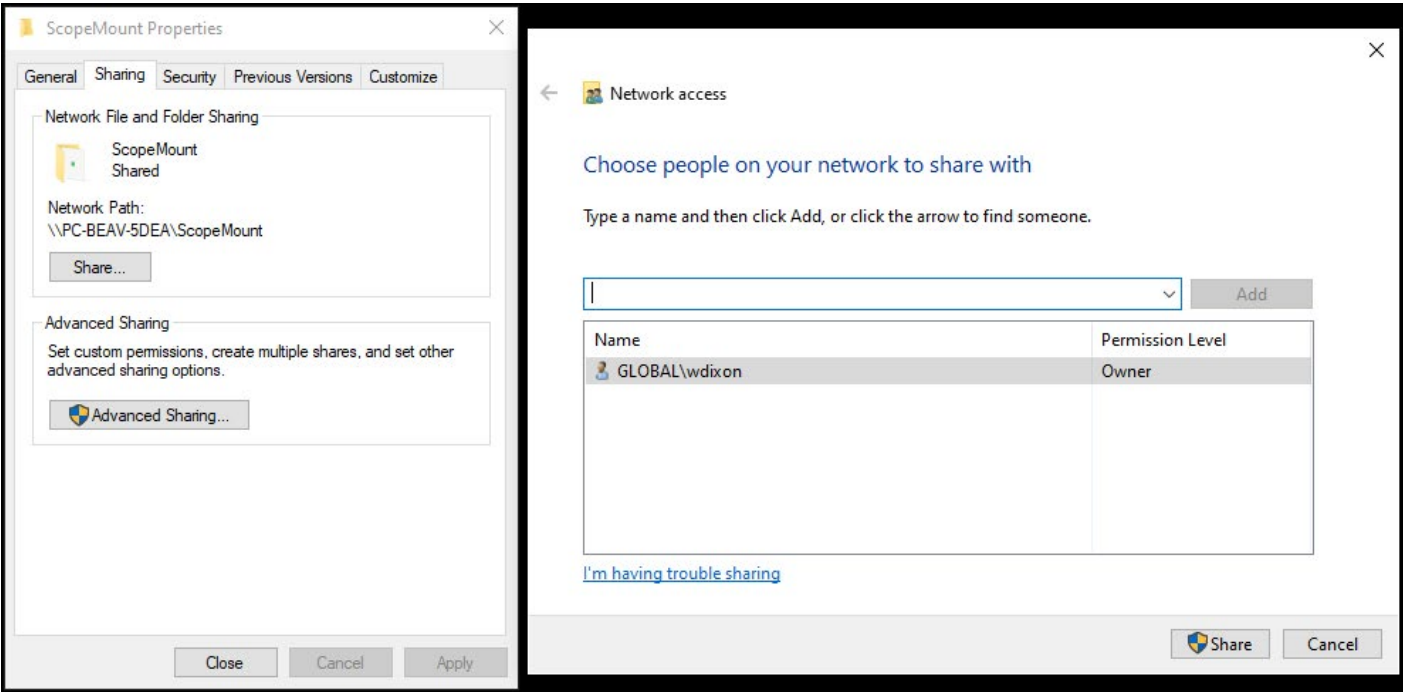 ScopeMount Properties
General Sharing Security Previous Versions Customize
Network File and Folder Sharing
ScopeMount
Shared
Network Path:
\\PC-BEAV-5DEA\ScopeMount
Share...
Advanced Sharing
Set custom permissions, create multiple shares, and set other
advanced sharing options.
Advanced Sharing...
Close Cancel Apply
Network access
Choose people on your network to share with
Type a name and then click Add, or click the arrow to find someone.
Add
Name Permission Level
GLOBAL\wdixon Owner
I'm having trouble sharing
Share Cancel